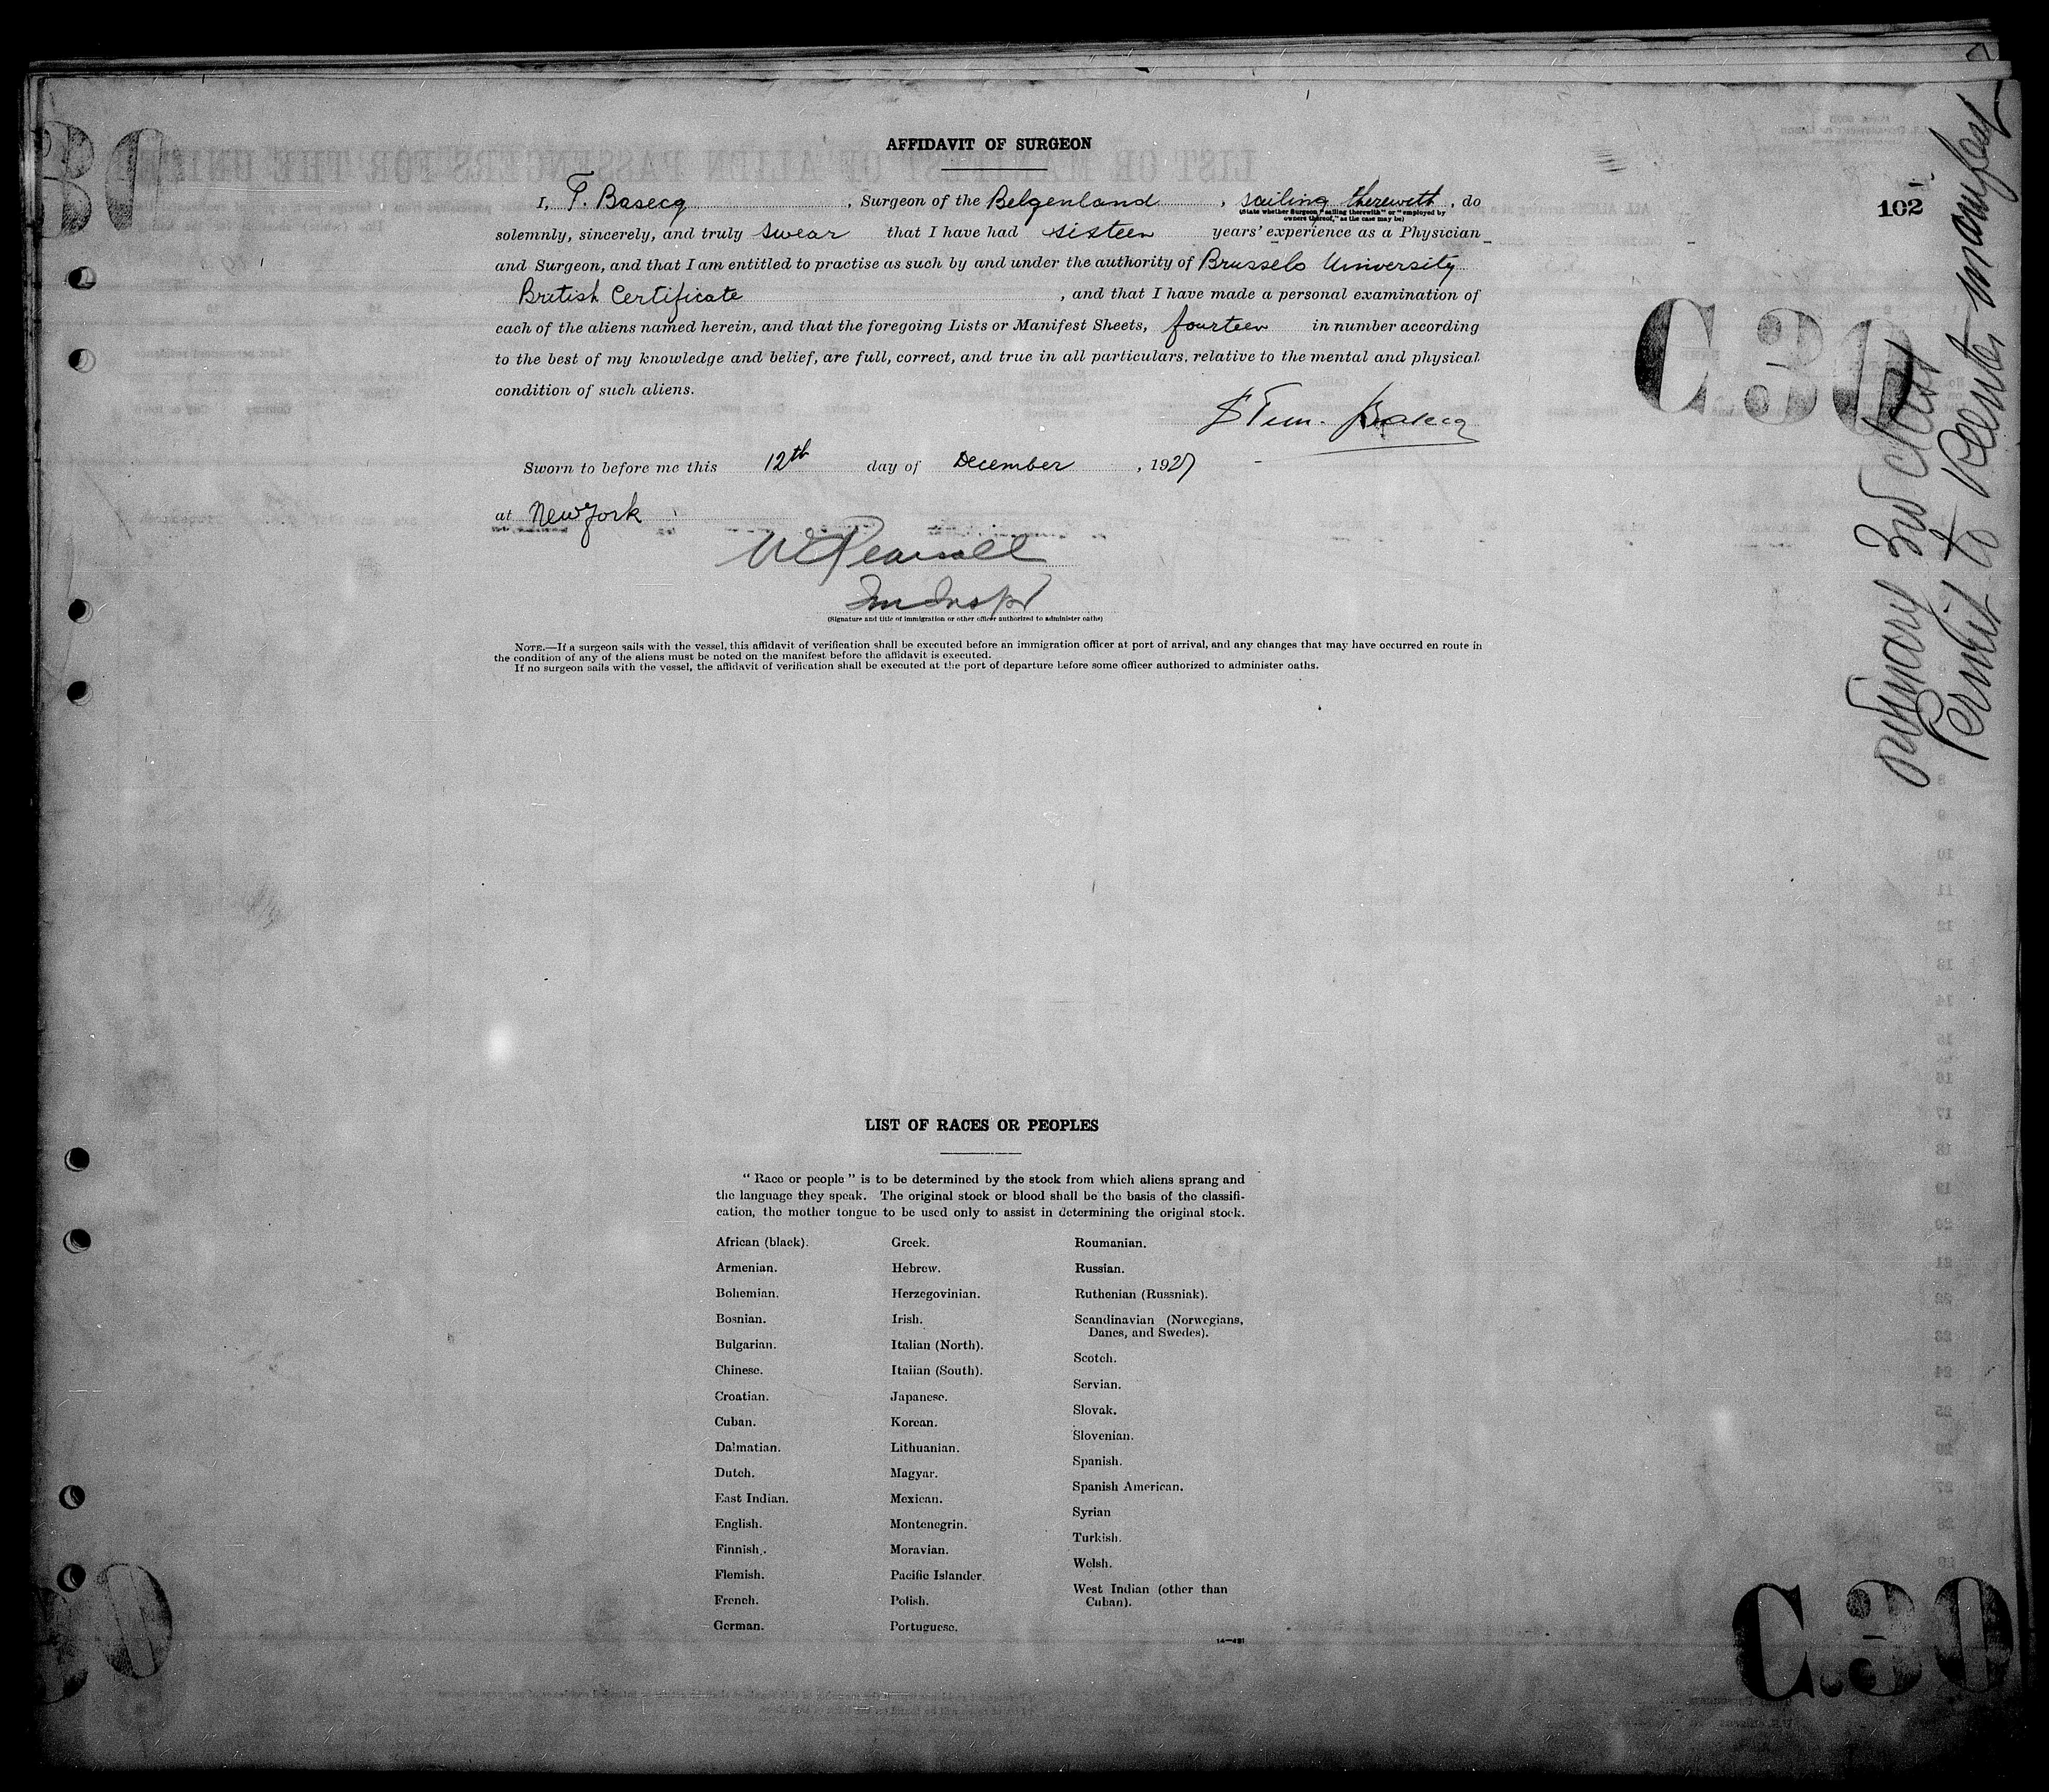 AFFIDAVIT OF SURGEON
I, F. Basecq, Surgeon of the Belgenland, sailing therewith, do
(State whether Surgeon "sailing therewith" or "employed by
owners thereof," as the case may be)
solemnly, sincerely, and truly swear that I have had sisteen years' experience as a Physician
and Surgeon, and that I am entitled to practise as such by and under the authority of Brussels University
British Certificate, and that I have made a personal examination of
each of the aliens named herein, and that the foregoing Lists or Manifest Sheets, fourteen in number according
to the best of my knowledge and belief, are full, correct, and true in all particulars, relative to the mental and physical
condition of such aliens.
Basecq
Sworn to before me this 12th day of December, 1927
at New York
W Pearsall
Im Inspr
(Signature and title of immigration or other officer authorized to administer oaths)
NOTE.—If a surgeon sails with the vessel, this affidavit of verification shall be executed before an immigration officer at port of arrival, and any changes that may have occurred en route in
the condition of any of the aliens must be noted on the manifest before the affidavit is executed.
If no surgeon sails with the vessel, the affidavit of verification shall be executed at the port of departure before some officer authorized to administer oaths.
102
C.30
ordinary 3rd class
Permit to Reenter manifest
LIST OF RACES OR PEOPLES
"Race or people" is to be determined by the stock from which aliens sprang and
the language they speak. The original stock or blood shall be the basis of the classifi-
cation, the mother tongue to be used only to assist in determining the original stock.
African (black).
Armenian.
Bohemian.
Bosnian.
Bulgarian.
Chinese.
Croatian.
Cuban.
Dalmatian.
Dutch.
East Indian.
English.
Finnish.
Flemish.
French.
German.
Greek.
Hebrew.
Herzegovinian.
Irish.
Italian (North).
Italian (South).
Japanese.
Korean.
Lithuanian.
Magyar.
Mexican.
Montenegrin.
Moravian.
Pacific Islander.
Polish.
Portuguese.
Roumanian.
Russian.
Ruthenian (Russniak).
Scandinavian (Norwegians,
Danes, and Swedes).
Scotch.
Servian.
Slovak.
Slovenian.
Spanish.
Spanish American.
Syrian
Turkish.
Welsh.
West Indian (other than
Cuban).
14—421
C.30